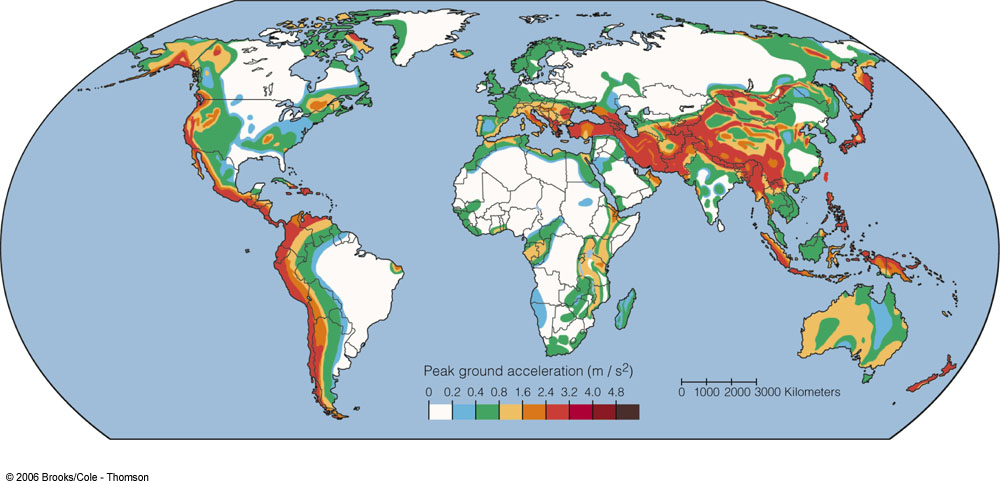 Peak ground acceleration (m / s2)
0 0.2 0.4 0.8 1.6 2.4 3.2 4.0 4.8
0 1000 2000 3000 Kilometers
© 2006 Brooks/Cole - Thomson